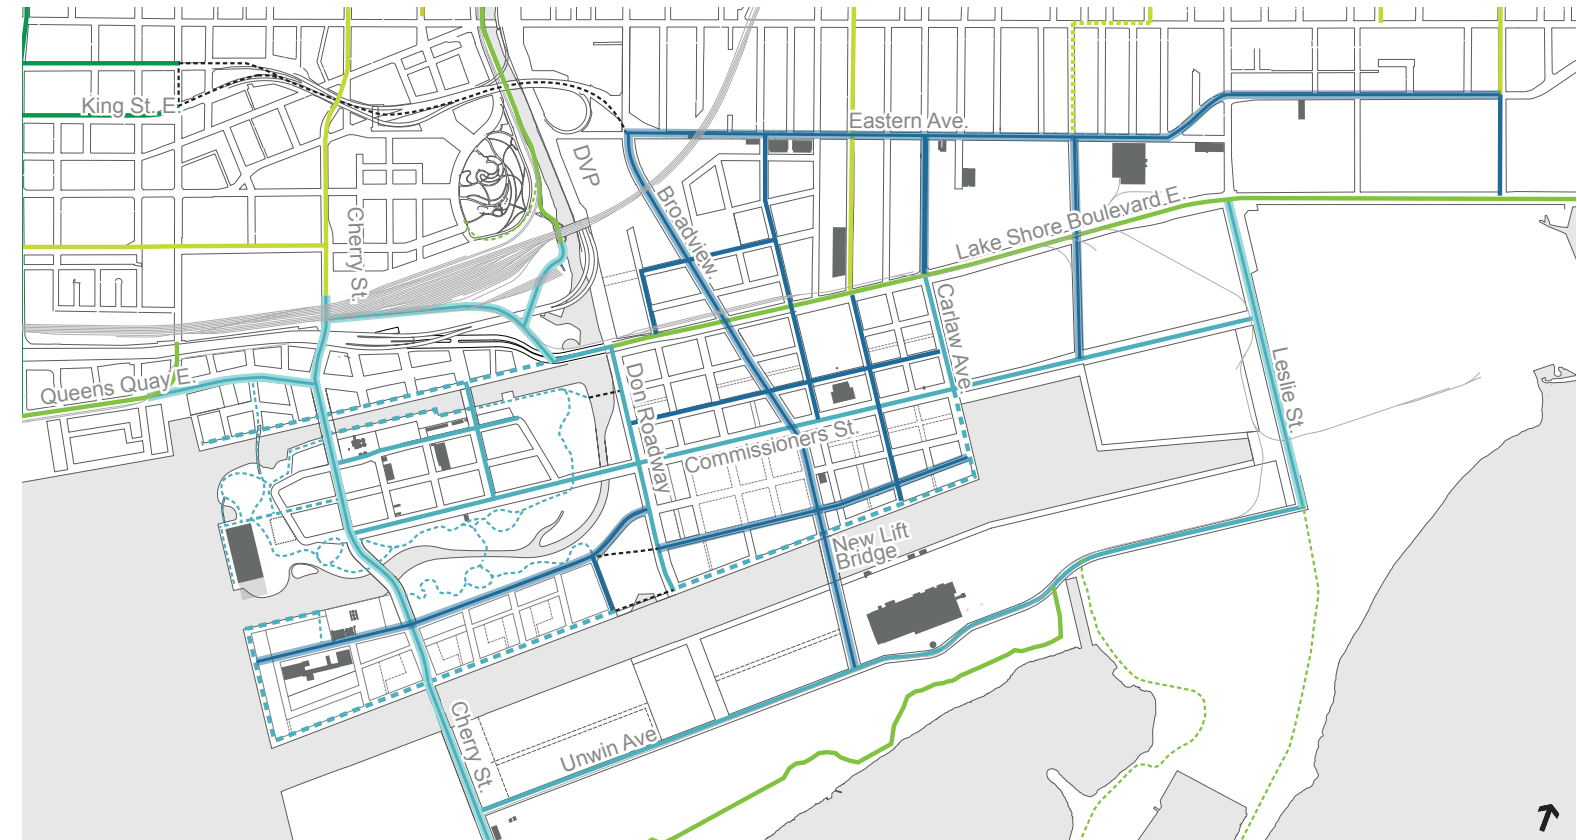 King St. E.
Eastern Ave.
DVP
Broadview.
Cherry St.
Lake Shore Boulevard E.
Carlaw Ave.
Queens Quay E.
Don Roadway
Leslie St.
Commissioners St.
New Lift
Bridge
Cherry St.
Unwin Ave